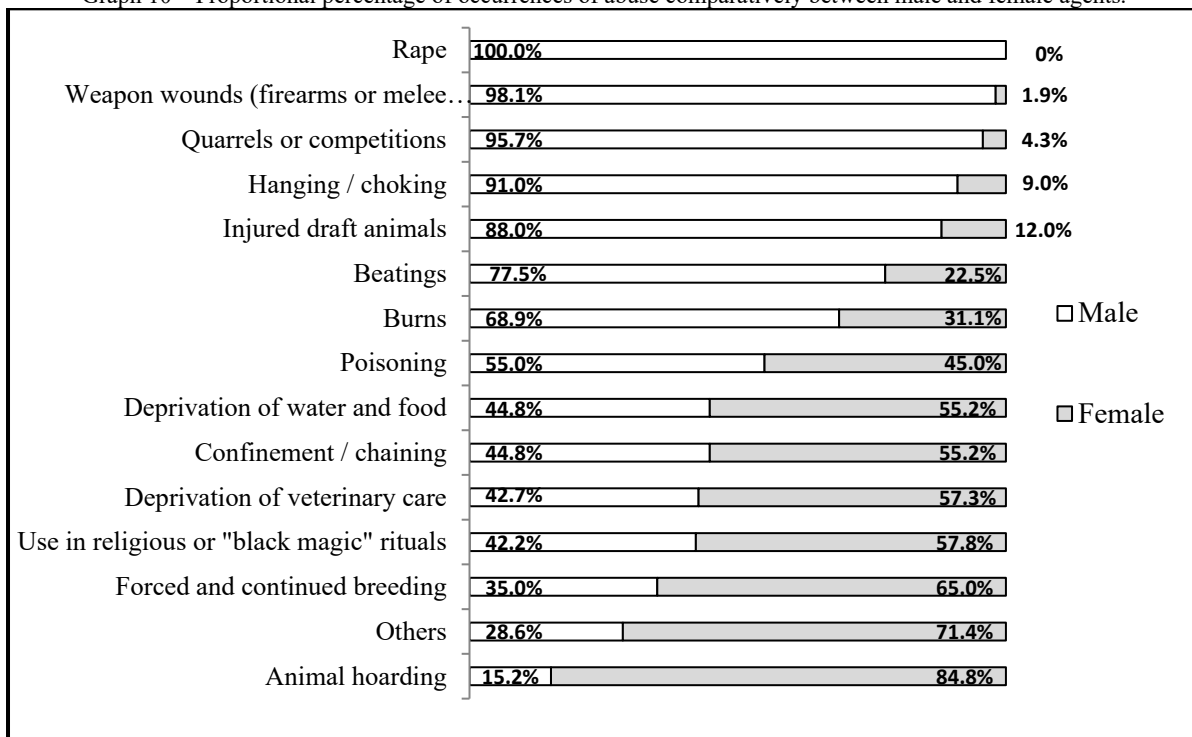 Graph 10 – Proportional percentage of occurrences of abuse comparatively between male and female agents.
Rape 100.0% 0%
Weapon wounds (firearms or melee… 98.1% 1.9%
Quarrels or competitions 95.7% 4.3%
Hanging / choking 91.0% 9.0%
Injured draft animals 88.0% 12.0%
Beatings 77.5% 22.5%
Burns 68.9% 31.1%
Male
Poisoning 55.0% 45.0%
Deprivation of water and food 44.8% 55.2%
Female
Confinement / chaining 44.8% 55.2%
Deprivation of veterinary care 42.7% 57.3%
Use in religious or "black magic" rituals 42.2% 57.8%
Forced and continued breeding 35.0% 65.0%
Others 28.6% 71.4%
Animal hoarding 15.2% 84.8%